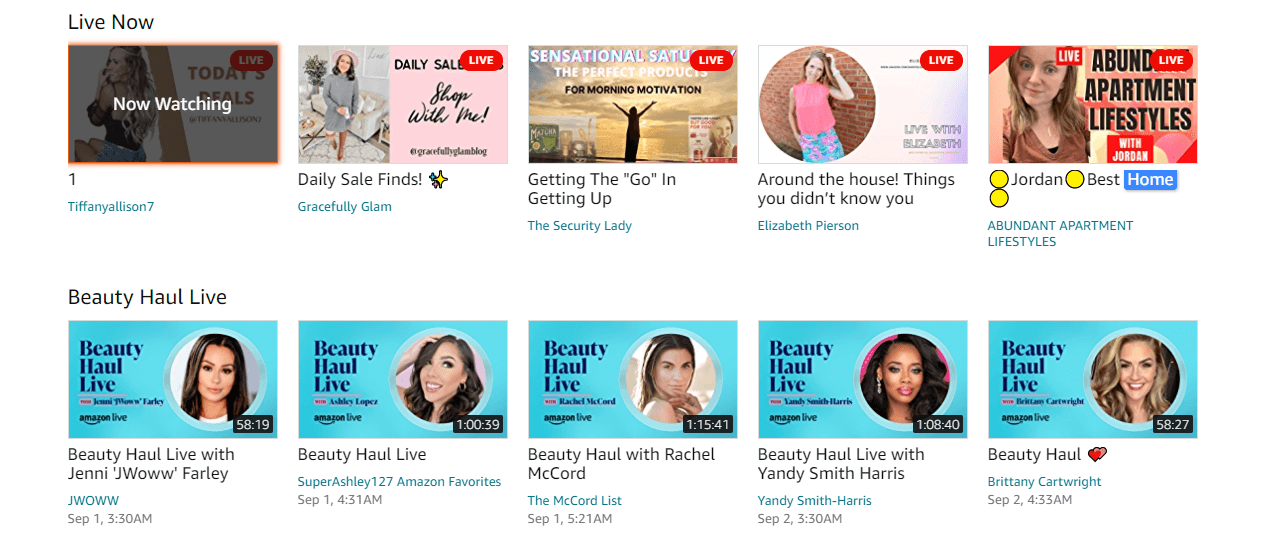 Live Now
LIVE
TODAY'S
DEALS
@TIFFANYALLISON7
Now Watching
1
Tiffanyallison7
LIVE
DAILY SALE
Shop
With Me!
@gracefullyglamblog
Daily Sale Finds! ✨
Gracefully Glam
LIVE
SENSATIONAL
THE PERFECT PRODUCTS
FOR MORNING MOTIVATION
MATCHA
Getting The "Go" In
Getting Up
The Security Lady
LIVE
LIVE WITH
ELIZABETH
Around the house! Things
you didn't know you
Elizabeth Pierson
LIVE
LIVE
APARTMENT
LIFESTYLES
WITH
JORDAN
🟡Jordan🟡Best Home
🟡
ABUNDANT APARTMENT
LIFESTYLES
Beauty Haul Live
Beauty
Haul
Live
WITH Jenni 'JWoww' Farley
amazon live
58:19
Beauty Haul Live with
Jenni 'JWoww' Farley
JWOWW
Sep 1, 3:30AM
Beauty
Haul
Live
WITH Ashley Lopez
amazon live
1:00:39
Beauty Haul Live
SuperAshley127 Amazon Favorites
Sep 1, 4:31AM
Beauty
Haul
Live
WITH Rachel McCord
amazon live
1:15:41
Beauty Haul with Rachel
McCord
The McCord List
Sep 1, 5:21AM
Beauty
Haul
Live
WITH Yandy Smith-Harris
amazon live
1:08:40
Beauty Haul Live with
Yandy Smith Harris
Yandy Smith-Harris
Sep 2, 3:30AM
Beauty
Haul
Live
WITH Brittany Cartwright
amazon live
58:27
Beauty Haul 💕
Brittany Cartwright
Sep 2, 4:33AM